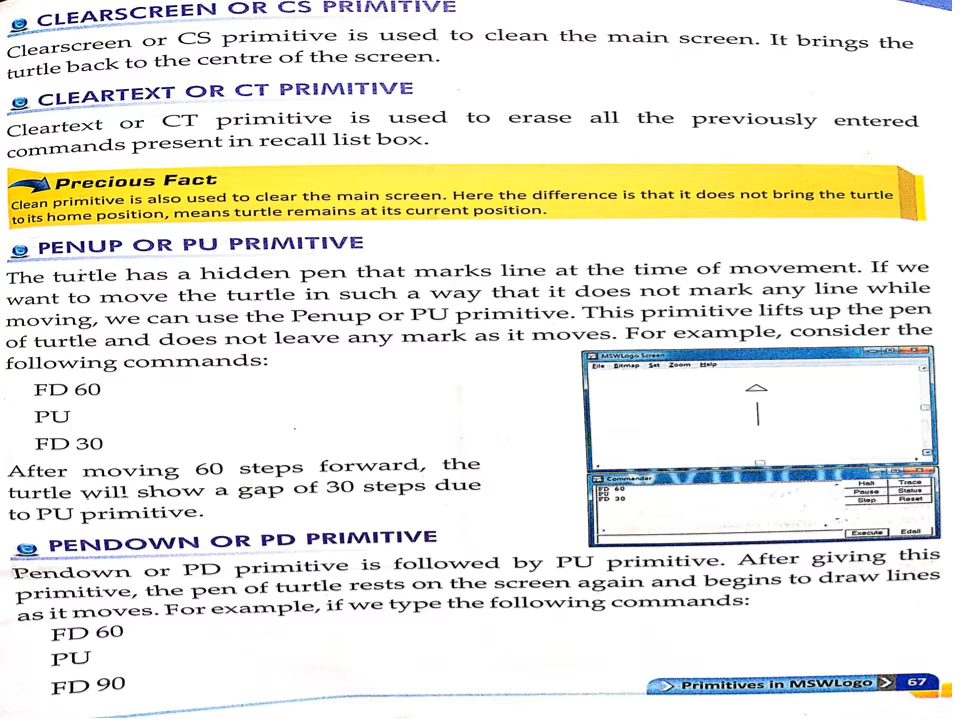 CLEARSCREEN OR CS PRIMITIVE
Clearscreen or CS primitive is used to clean the main screen. It brings the
turtle back to the centre of the screen.
CLEARTEXT OR CT PRIMITIVE
Cleartext or CT primitive is used to erase all the previously entered
commands present in recall list box.
Precious Fact
Clean primitive is also used to clear the main screen. Here the difference is that it does not bring the turtle
to its home position, means turtle remains at its current position.
PENUP OR PU PRIMITIVE
The turtle has a hidden pen that marks line at the time of movement. If we
want to move the turtle in such a way that it does not mark any line while
moving, we can use the Penup or PU primitive. This primitive lifts up the pen
of turtle and does not leave any mark as it moves. For example, consider the
following commands:
FD 60
PU
FD 30
After moving 60 steps forward, the
turtle will show a gap of 30 steps due
to PU primitive.
MSWLogo Screen
File Bitmap Set Zoom Help
Commander
FD 60
PU
FD 30
Halt Trace
Pause Status
Step Reset
Execute Edall
PENDOWN OR PD PRIMITIVE
Pendown or PD primitive is followed by PU primitive. After giving this
primitive, the pen of turtle rests on the screen again and begins to draw lines
as it moves. For example, if we type the following commands:
FD 60
PU
FD 90
Primitives in MSWLogo 67